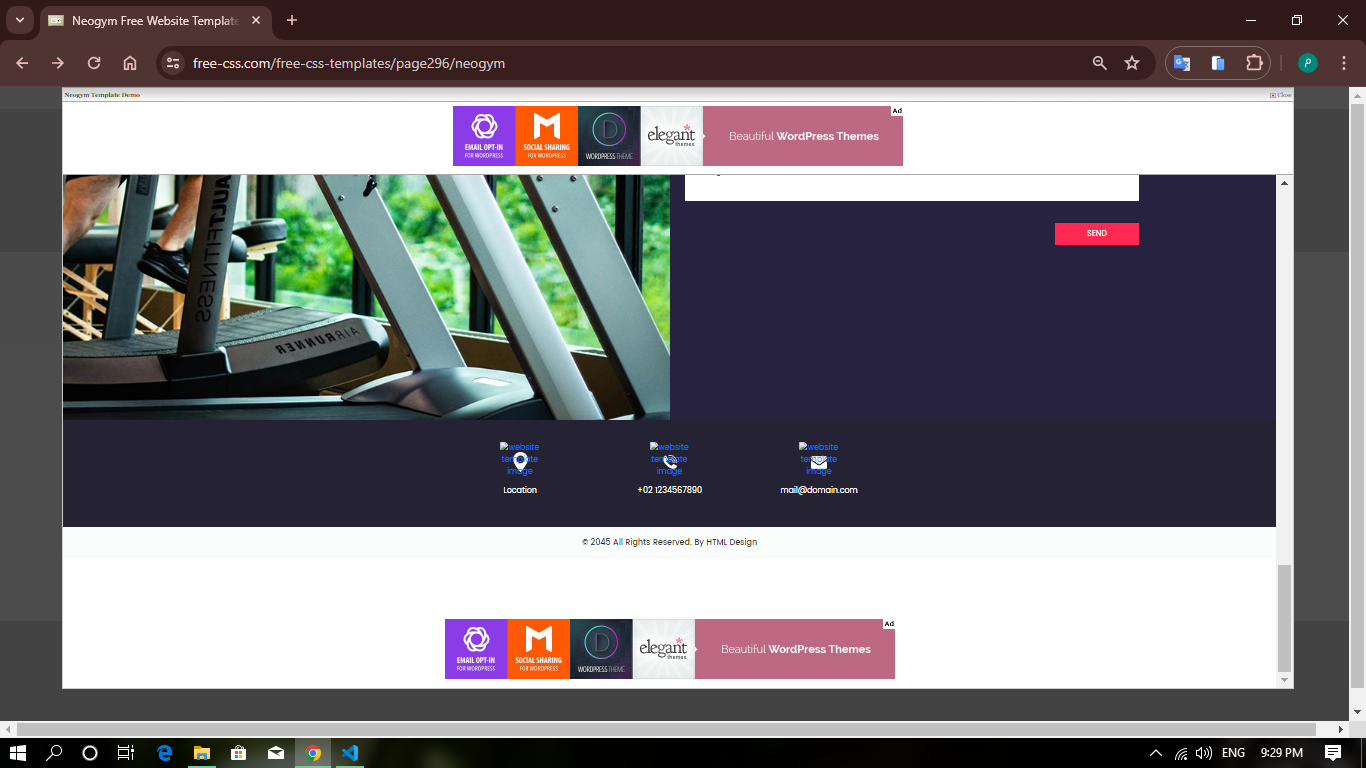 Neogym Free Website Template
free-css.com/free-css-templates/page296/neogym
Neogym Template Demo
Close
EMAIL OPT-IN
FOR WORDPRESS
SOCIAL SHARING
FOR WORDPRESS
D
WORDPRESS THEME
elegant
themes
Beautiful WordPress Themes
Ad
FITNESS
AIRRUNNER
SEND
website
template
image
Location
website
template
image
+02 1234567890
website
template
image
mail@domain.com
© 2045 All Rights Reserved. By HTML Design
EMAIL OPT-IN
FOR WORDPRESS
SOCIAL SHARING
FOR WORDPRESS
D
WORDPRESS THEME
elegant
themes
Beautiful WordPress Themes
Ad
ENG
9:29 PM